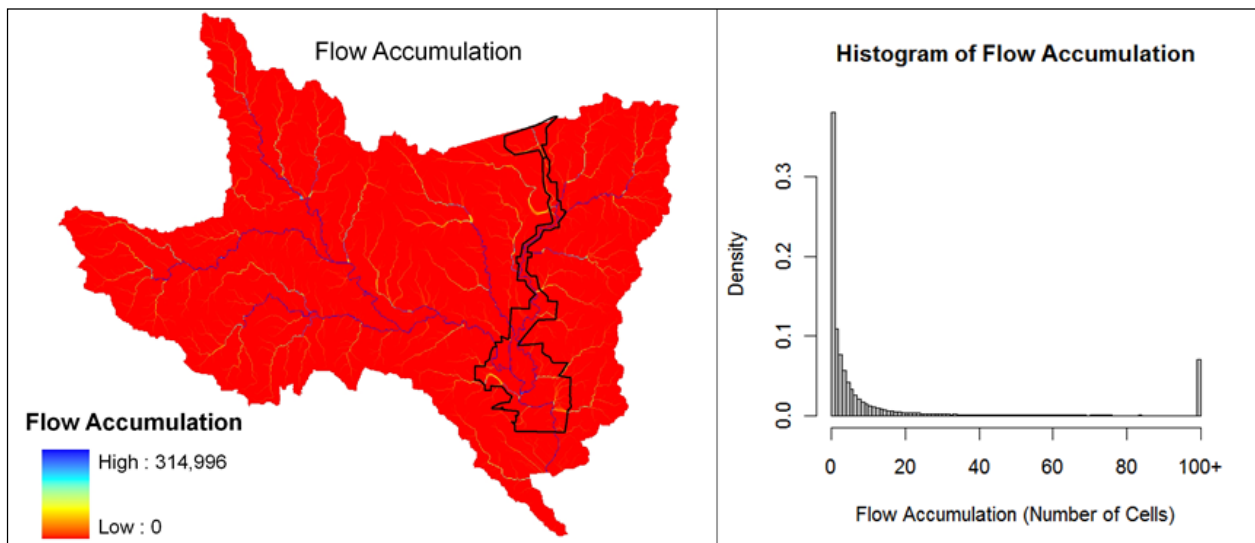 Flow Accumulation
Flow Accumulation
High : 314,996
Low : 0
Histogram of Flow Accumulation
Density
0.3
0.2
0.1
0.0
0 20 40 60 80 100+
Flow Accumulation (Number of Cells)